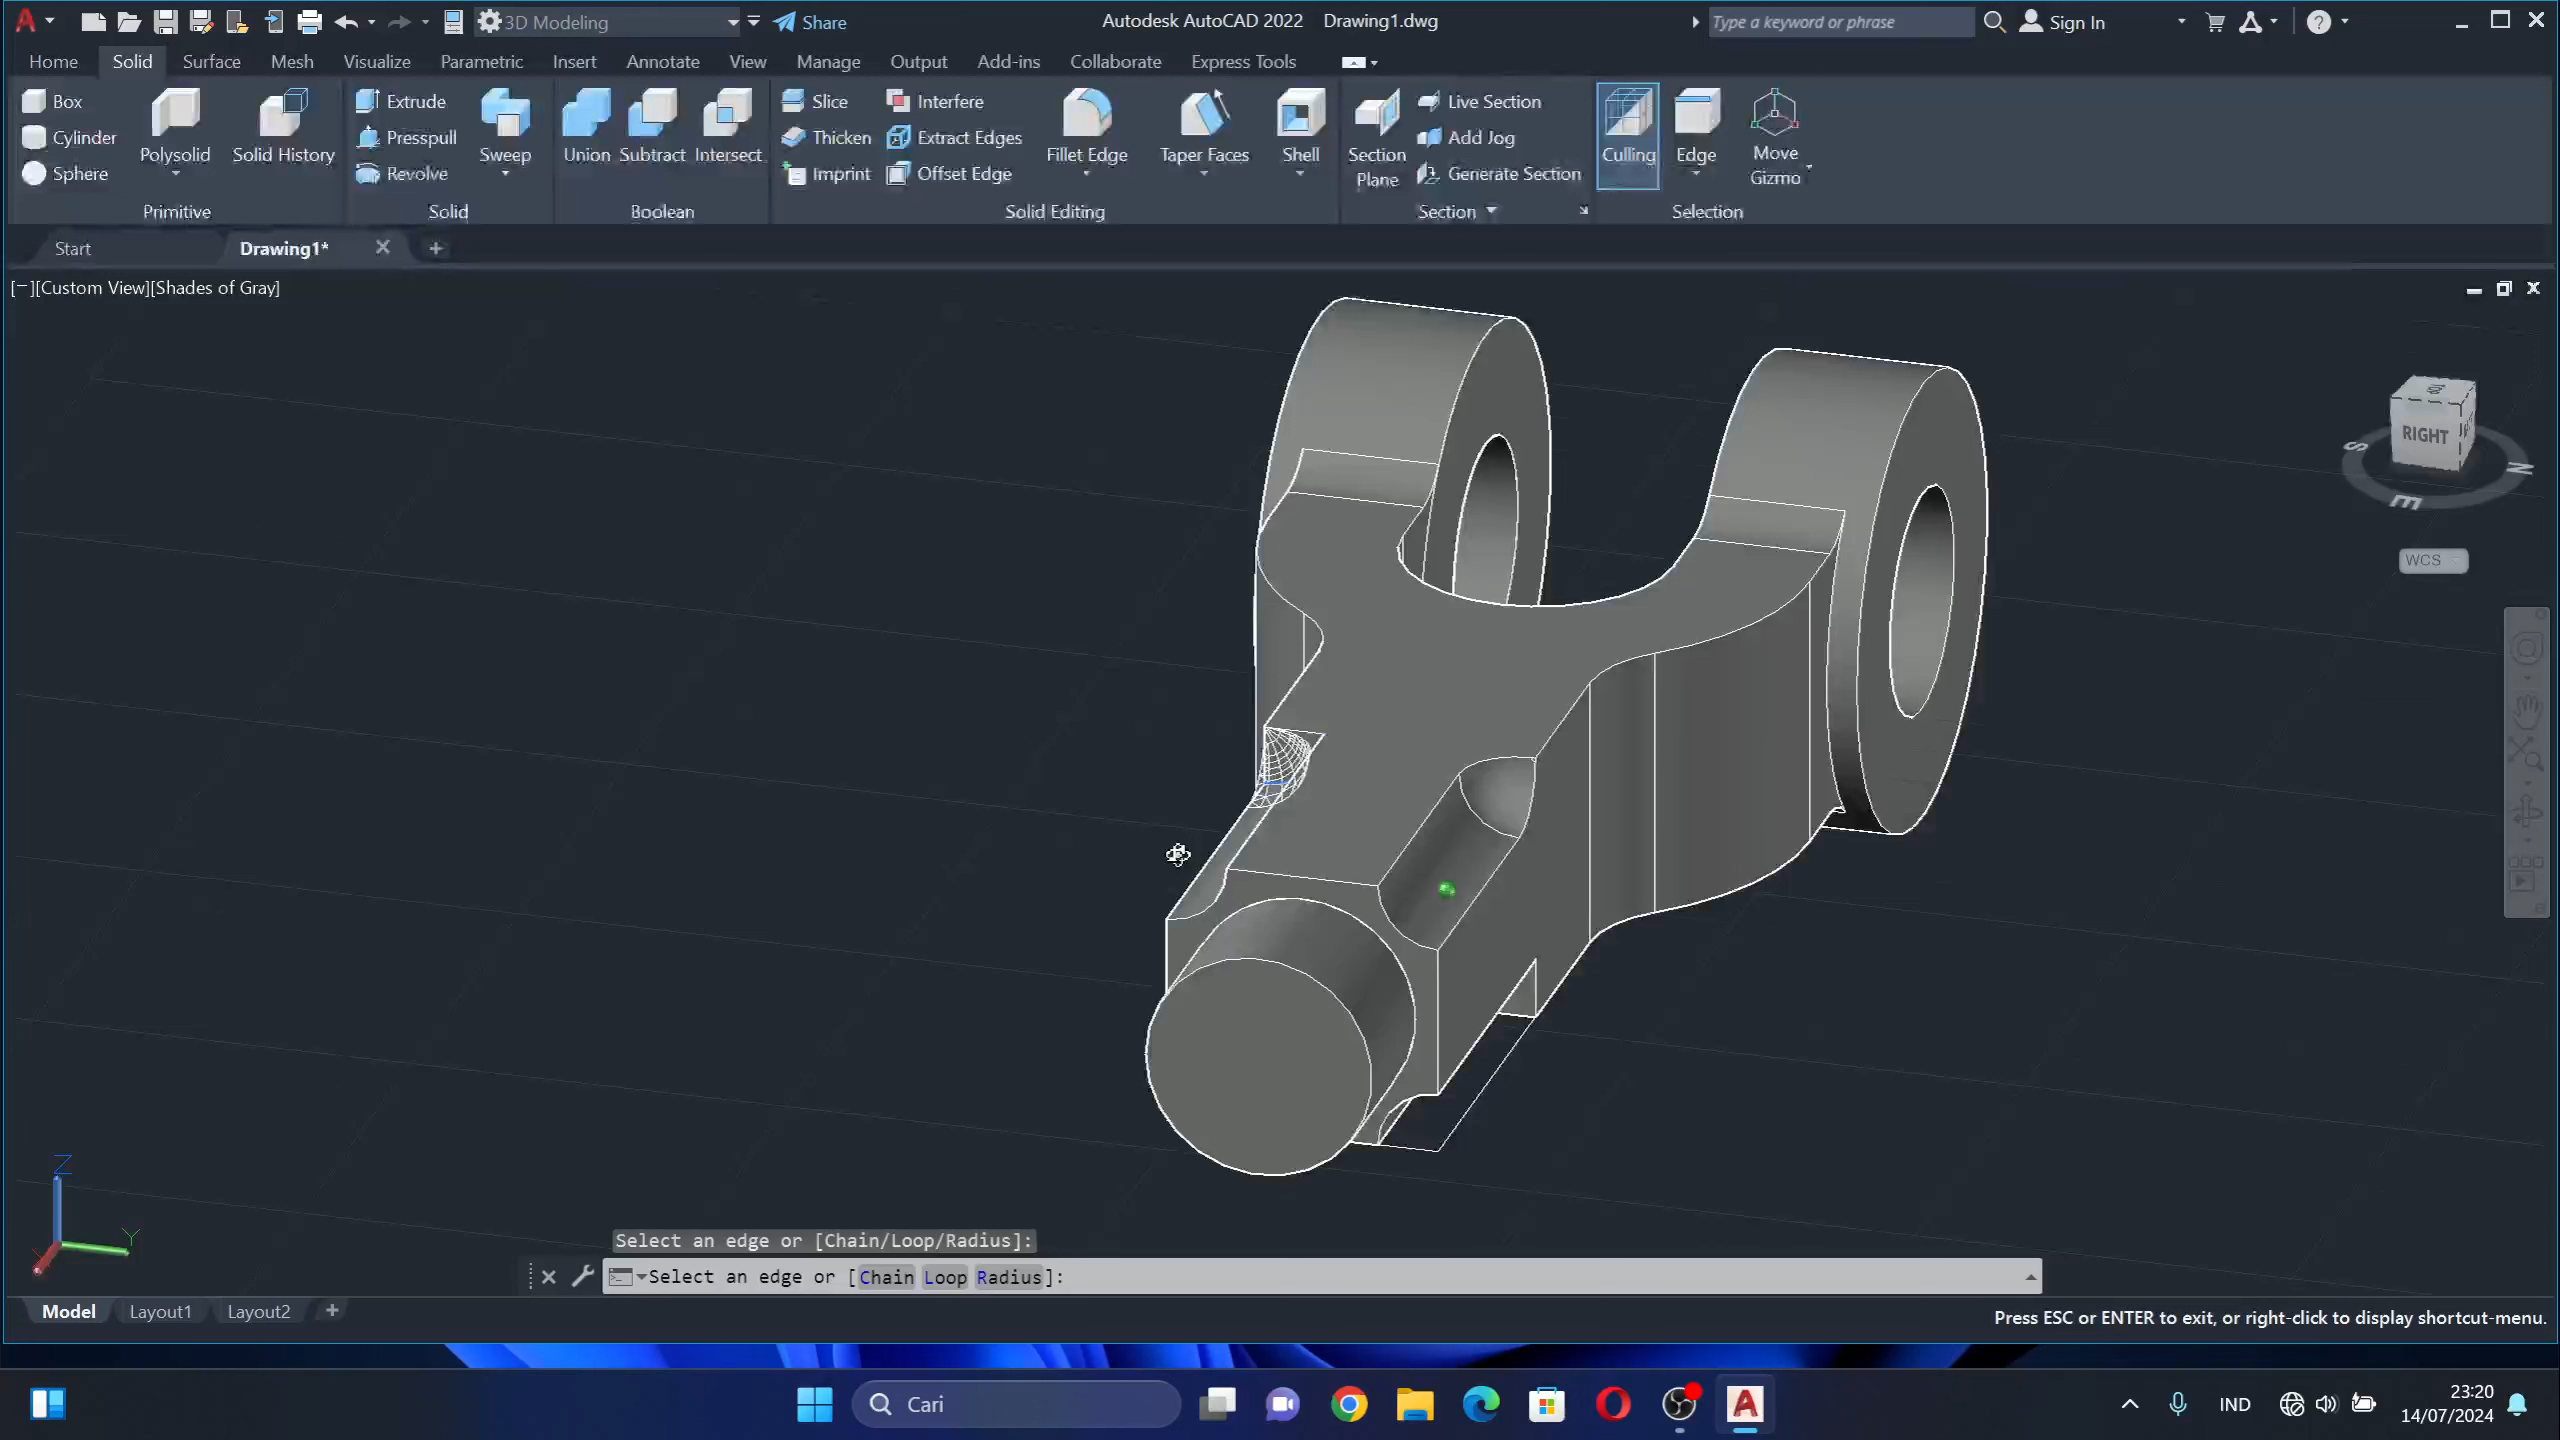 3D Modeling Share Autodesk AutoCAD 2022 Drawing1.dwg Type a keyword or phrase Sign In
Home Solid Surface Mesh Visualize Parametric Insert Annotate View Manage Output Add-ins Collaborate Express Tools
Box
Cylinder
Sphere
Polysolid
Solid History
Primitive
Extrude
Presspull
Revolve
Sweep
Solid
Union Subtract Intersect
Boolean
Slice
Thicken
Imprint
Interfere
Extract Edges
Offset Edge
Fillet Edge
Taper Faces
Shell
Solid Editing
Section
Plane
Live Section
Add Jog
Generate Section
Section
Culling
Edge
Move
Gizmo
Selection
Start Drawing1* +
[−][Custom View][Shades of Gray]
RIGHT
S
E
N
WCS
Z
Y
X
Select an edge or [Chain/Loop/Radius]:
Select an edge or [Chain Loop Radius]:
Model Layout1 Layout2 +
Press ESC or ENTER to exit, or right-click to display shortcut-menu.
Cari
IND
23:20
14/07/2024